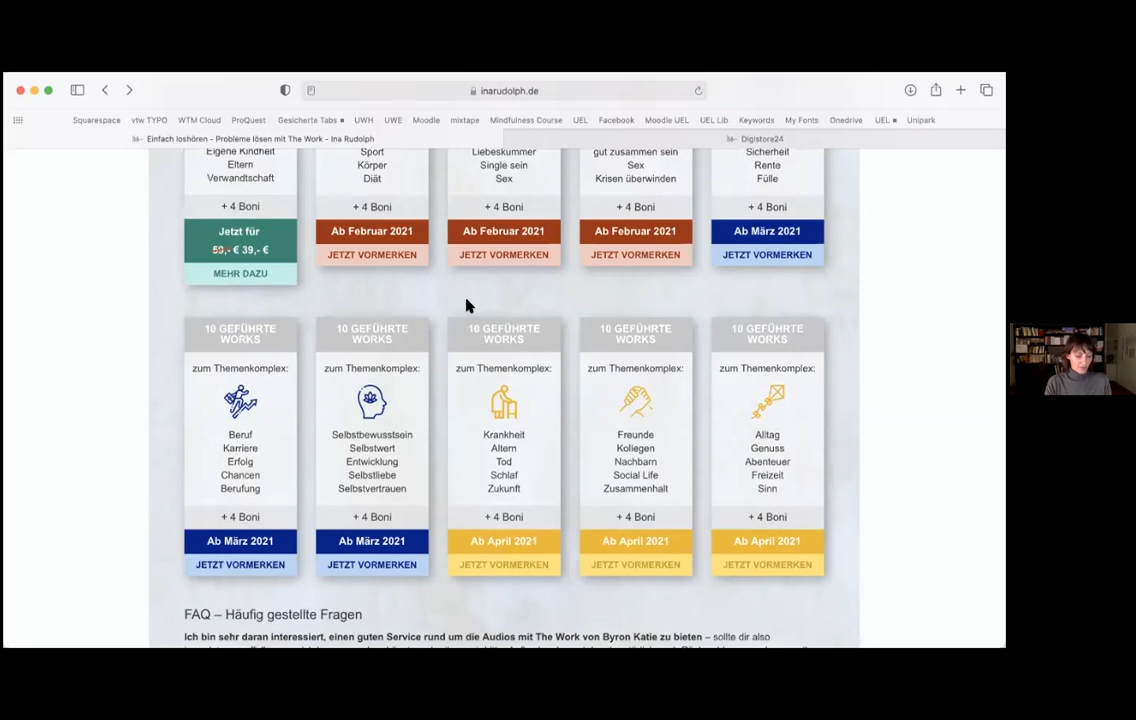 inarudolph.de
Squarespace vtw TYPO WTM Cloud ProQuest Gesicherte Tabs UWH UWE Moodle mixtape Mindfulness Course UEL Facebook Moodle UEL UEL Lib Keywords My Fonts Onedrive UEL Unipark
Einfach loshören - Probleme lösen mit The Work - Ina Rudolph
Digistore24
Eigene Kindheit
Eltern
Verwandtschaft
+ 4 Boni
Jetzt für
59,- € 39,- €
MEHR DAZU
Sport
Körper
Diät
+ 4 Boni
Ab Februar 2021
JETZT VORMERKEN
Liebeskummer
Single sein
Sex
+ 4 Boni
Ab Februar 2021
JETZT VORMERKEN
gut zusammen sein
Sex
Krisen überwinden
+ 4 Boni
Ab Februar 2021
JETZT VORMERKEN
Sicherheit
Rente
Fülle
+ 4 Boni
Ab März 2021
JETZT VORMERKEN
10 GEFÜHRTE
WORKS
zum Themenkomplex:
Beruf
Karriere
Erfolg
Chancen
Berufung
+ 4 Boni
Ab März 2021
JETZT VORMERKEN
10 GEFÜHRTE
WORKS
zum Themenkomplex:
Selbstbewusstsein
Selbstwert
Entwicklung
Selbstliebe
Selbstvertrauen
+ 4 Boni
Ab März 2021
JETZT VORMERKEN
10 GEFÜHRTE
WORKS
zum Themenkomplex:
Krankheit
Altern
Tod
Schlaf
Zukunft
+ 4 Boni
Ab April 2021
JETZT VORMERKEN
10 GEFÜHRTE
WORKS
zum Themenkomplex:
Freunde
Kollegen
Nachbarn
Social Life
Zusammenhalt
+ 4 Boni
Ab April 2021
JETZT VORMERKEN
10 GEFÜHRTE
WORKS
zum Themenkomplex:
Alltag
Genuss
Abenteuer
Freizeit
Sinn
+ 4 Boni
Ab April 2021
JETZT VORMERKEN
FAQ – Häufig gestellte Fragen
Ich bin sehr daran interessiert, einen guten Service rund um die Audios mit The Work von Byron Katie zu bieten – sollte dir also